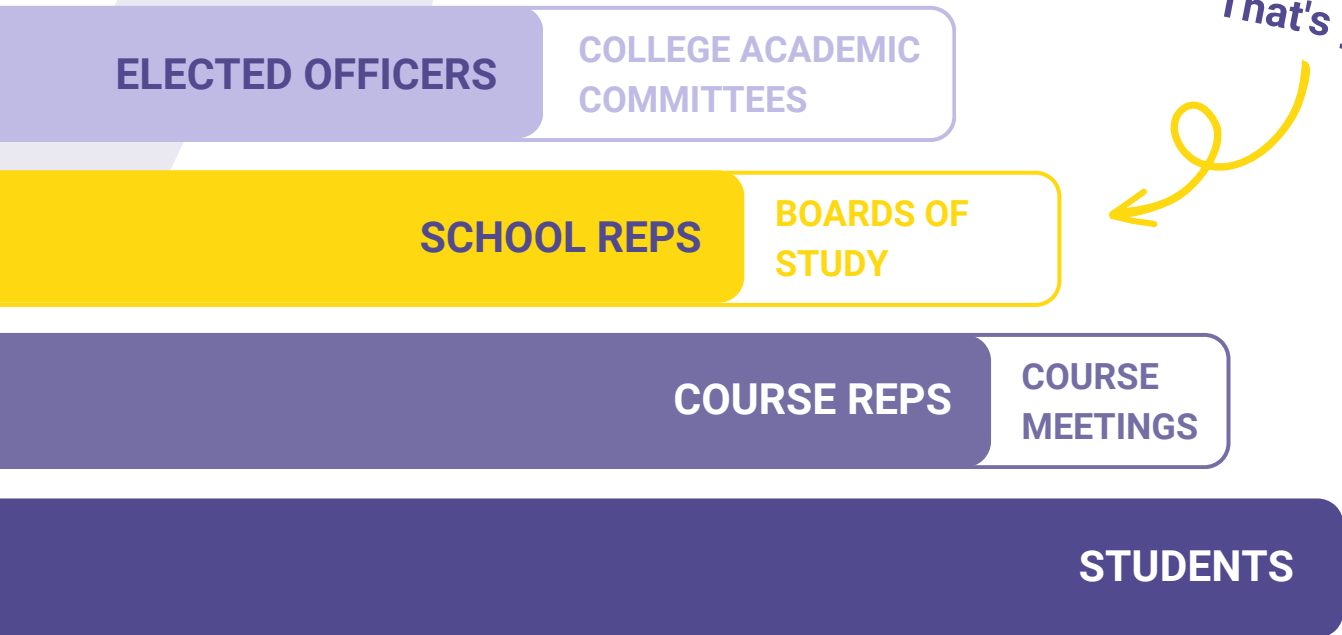 That's
ELECTED OFFICERS
COLLEGE ACADEMIC
COMMITTEES
SCHOOL REPS
BOARDS OF
STUDY
COURSE REPS
COURSE
MEETINGS
STUDENTS